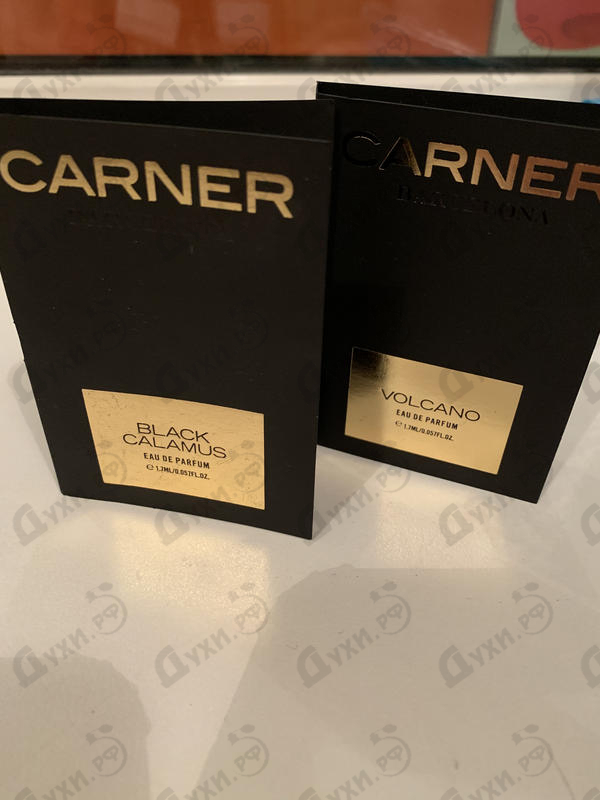 CARNER
BLACK
CALAMUS
EAU DE PARFUM
℮ 1,7ML/0.057FL.OZ.
CARNER
BARCELONA
VOLCANO
EAU DE PARFUM
℮ 1,7ML/0.057FL.OZ.
Духи.рф